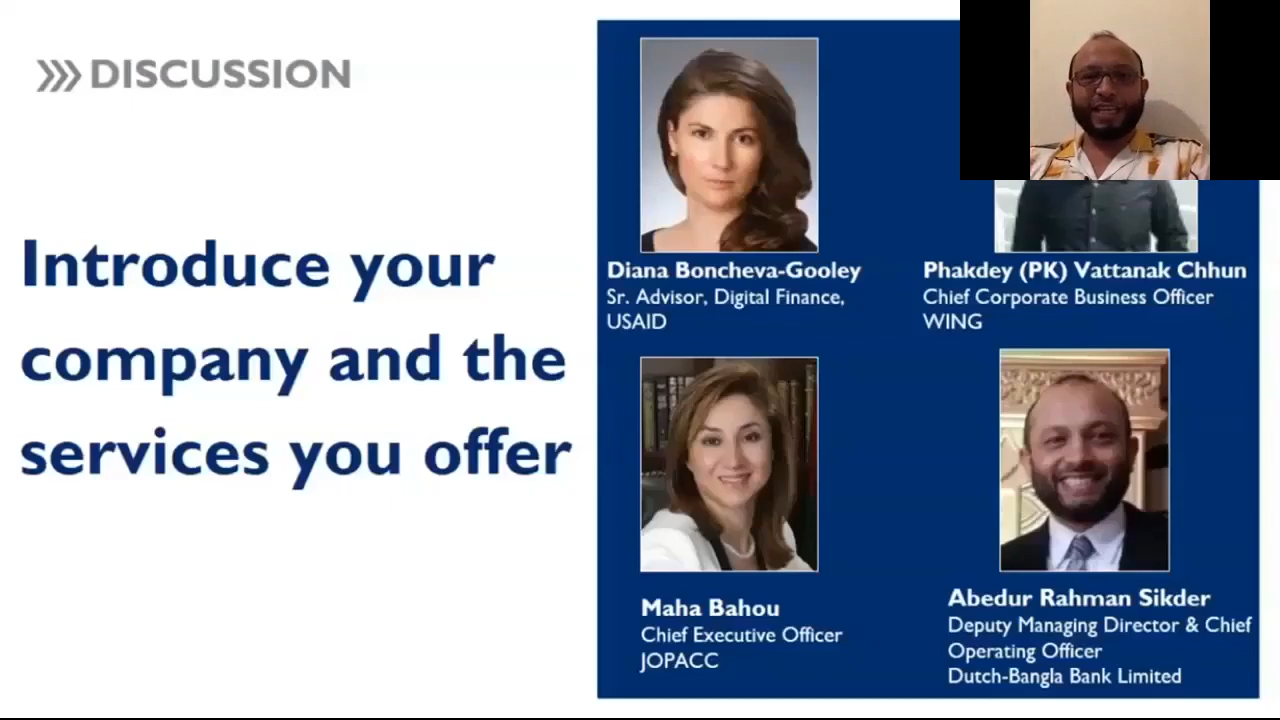 DISCUSSION
Introduce your
company and the
services you offer
Diana Boncheva-Gooley
Sr. Advisor, Digital Finance,
USAID
Phakdey (PK) Vattanak Chhun
Chief Corporate Business Officer
WING
Maha Bahou
Chief Executive Officer
JOPACC
Abedur Rahman Sikder
Deputy Managing Director & Chief
Operating Officer
Dutch-Bangla Bank Limited